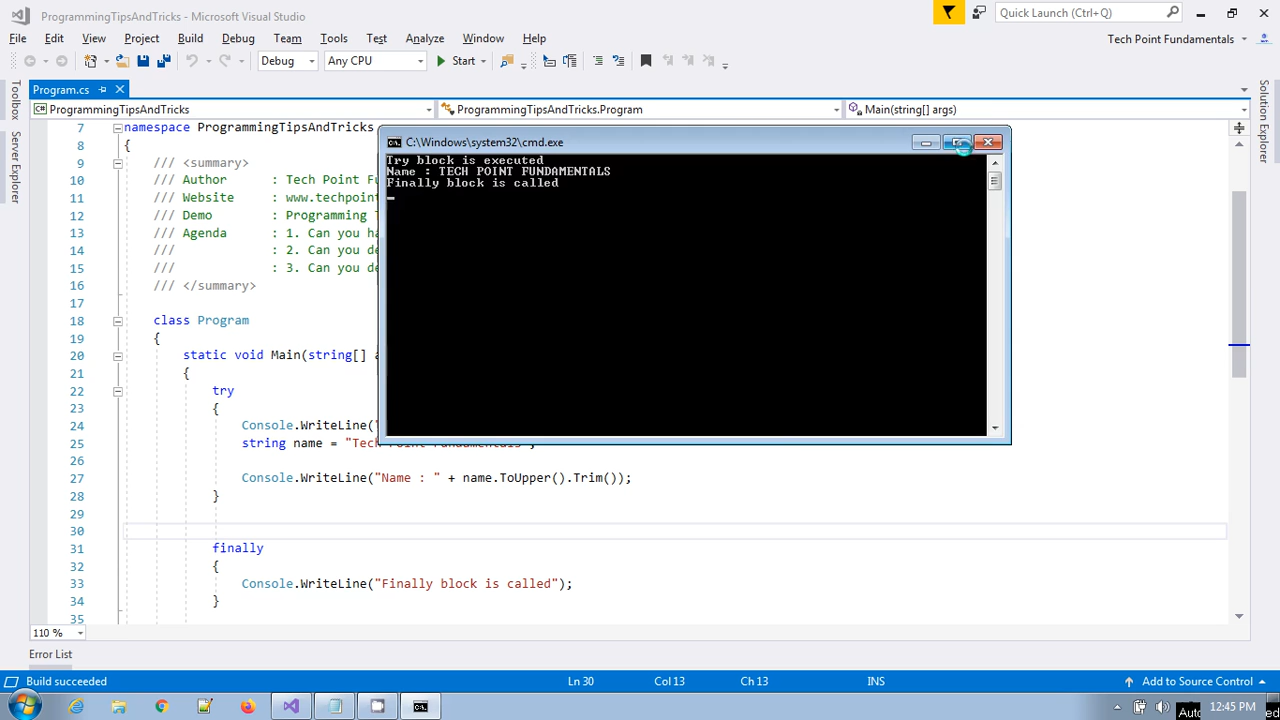 ProgrammingTipsAndTricks - Microsoft Visual Studio
Quick Launch (Ctrl+Q)
File Edit View Project Build Debug Team Tools Test Analyze Window Help
Tech Point Fundamentals
Debug Any CPU Start
Program.cs
ProgrammingTipsAndTricks ProgrammingTipsAndTricks.Program Main(string[] args)
Toolbox
Server Explorer
Solution Explorer
Properties
7 namespace ProgrammingTipsAndTricks
8 {
9 /// <summary>
10 /// Author : Tech Point
11 /// Website : www.techpoint
12 /// Demo : Programming
13 /// Agenda : 1. Can you
14 /// : 2. Can you
15 /// : 3. Can you
16 /// </summary>
17
18 class Program
19 {
20 static void Main(string[]
21 {
22 try
23 {
24 Console.WriteLine(
25 string name = "Tech Point Fundamentals";
26
27 Console.WriteLine("Name : " + name.ToUpper().Trim());
28 }
29
30
31 finally
32 {
33 Console.WriteLine("Finally block is called");
34 }
35
C:\Windows\system32\cmd.exe
Try block is executed
Name : TECH POINT FUNDAMENTALS
Finally block is called
110 %
Error List
Build succeeded Ln 30 Col 13 Ch 13 INS Add to Source Control
12:45 PM